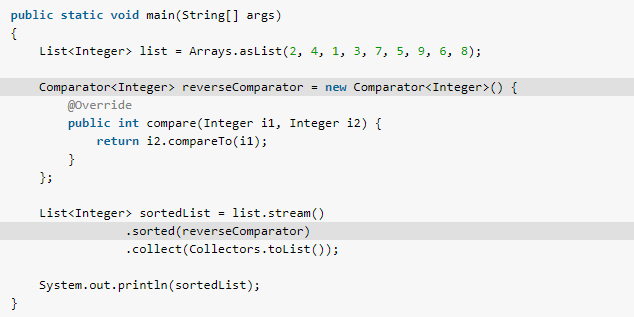 public static void main(String[] args)
{
    List<Integer> list = Arrays.asList(2, 4, 1, 3, 7, 5, 9, 6, 8);
    Comparator<Integer> reverseComparator = new Comparator<Integer>() {
        @Override
        public int compare(Integer i1, Integer i2) {
            return i2.compareTo(i1);
        }
    };
    List<Integer> sortedList = list.stream()
                .sorted(reverseComparator)
                .collect(Collectors.toList());
    System.out.println(sortedList);
}